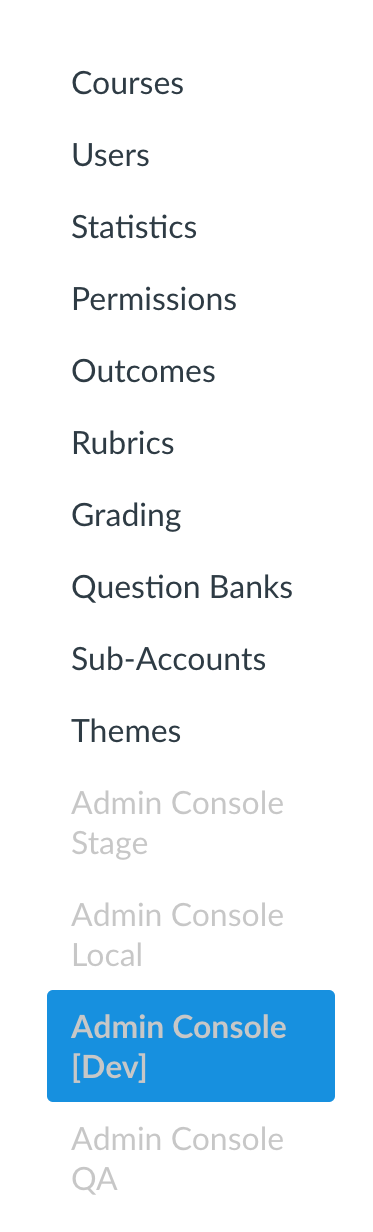 Courses
Users
Statistics
Permissions
Outcomes
Rubrics
Grading
Question Banks
Sub-Accounts
Themes
Admin Console
Stage
Admin Console
Local
Admin Console
[Dev]
Admin Console
QA